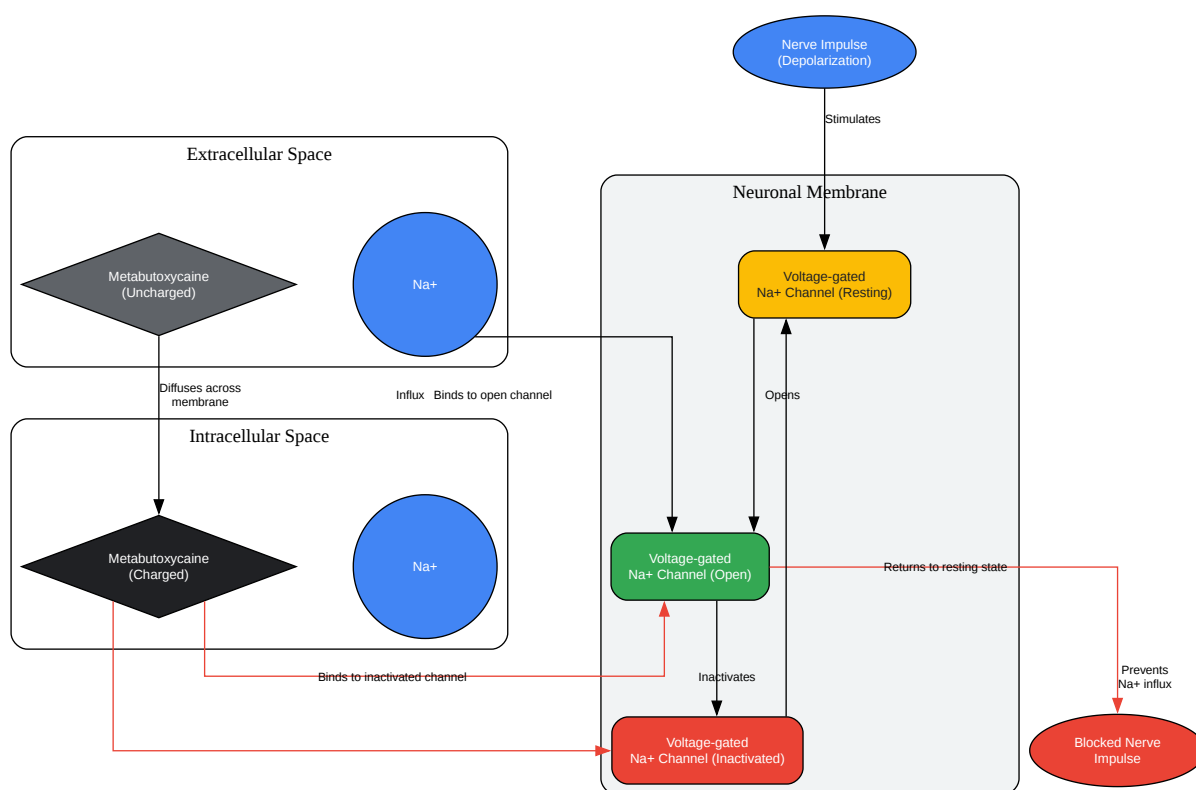 Nerve Impulse
(Depolarization)
Stimulates
Extracellular Space
Neuronal Membrane
Metabutoxycaine
(Uncharged)
Na+
Voltage-gated
Na+ Channel (Resting)
Diffuses across
membrane
Influx
Binds to open channel
Opens
Intracellular Space
Metabutoxycaine
(Charged)
Na+
Voltage-gated
Na+ Channel (Open)
Returns to resting state
Binds to inactivated channel
Inactivates
Prevents
Na+ influx
Voltage-gated
Na+ Channel (Inactivated)
Blocked Nerve
Impulse